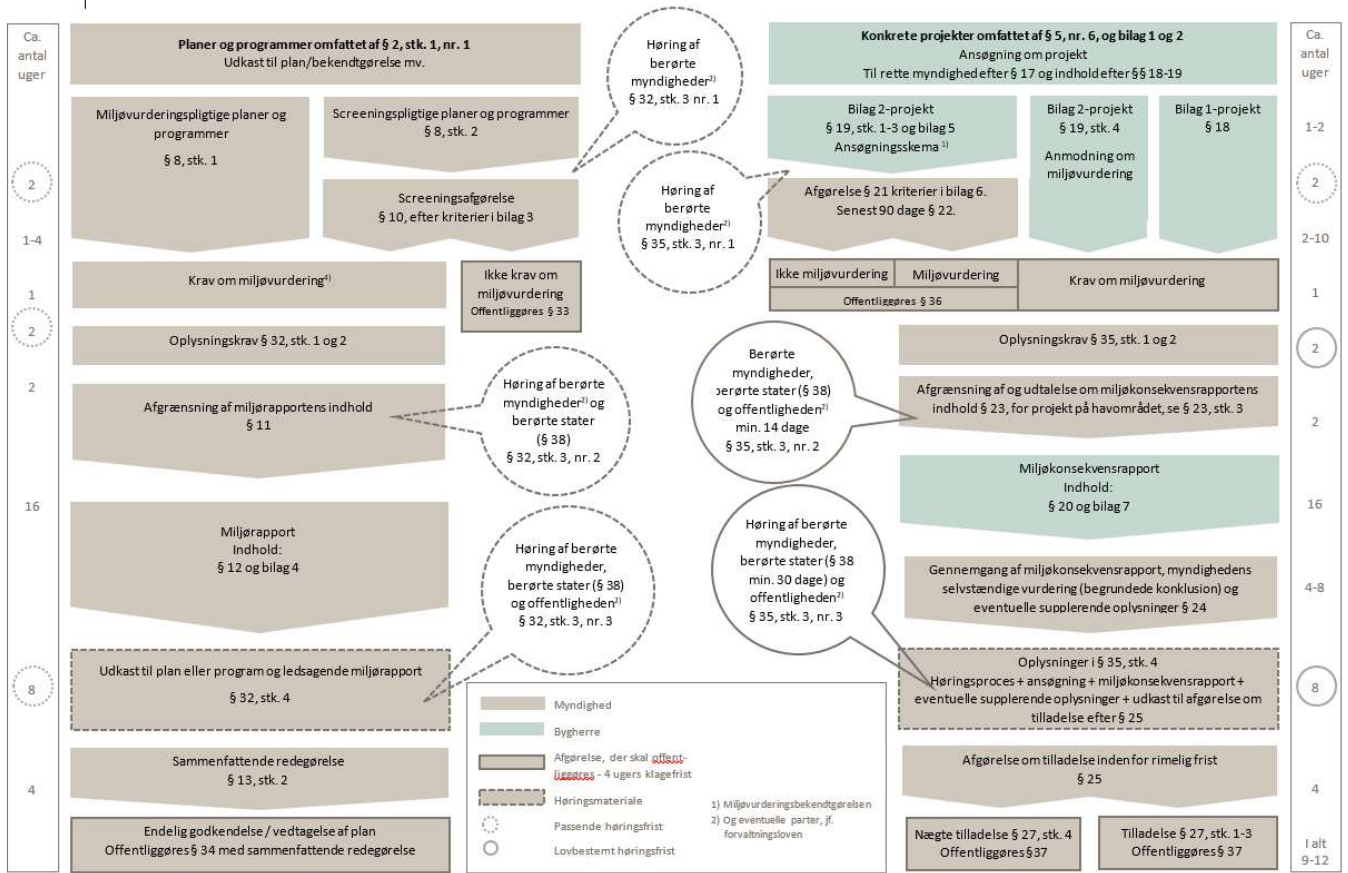 Ca.
antal
uger
2
1-4
1
2
2
16
8
4
Planer og programmer omfattet af § 2, stk. 1, nr. 1
Udkast til plan/bekendtgørelse mv.
Miljøvurderingspligtige planer og
programmer
§ 8, stk. 1
Screeningspligtige planer og programmer
§ 8, stk. 2
Screeningsafgørelse
§ 10, efter kriterier i bilag 3
Krav om miljøvurdering⁴⁾
Ikke krav om
miljøvurdering
Offentliggøres § 33
Oplysningskrav § 32, stk. 1 og 2
Afgrænsning af miljørapportens indhold
§ 11
Miljørapport
Indhold:
§ 12 og bilag 4
Udkast til plan eller program og ledsagende miljørapport
§ 32, stk. 4
Sammenfattende redegørelse
§ 13, stk. 2
Endelig godkendelse / vedtagelse af plan
Offentliggøres § 34 med sammenfattende redegørelse
Høring af
berørte
myndigheder²⁾
§ 32, stk. 3 nr. 1
Høring af
berørte
myndigheder²⁾
§ 35, stk. 3, nr. 1
Høring af berørte
myndigheder²⁾ og
berørte stater
(§ 38)
§ 32, stk. 3, nr. 2
Høring af berørte
myndigheder,
berørte stater (§ 38)
og offentligheden²⁾
§ 32, stk. 3, nr. 3
Berørte
myndigheder,
berørte stater (§ 38)
og offentligheden²⁾
min. 14 dage
§ 35, stk. 3, nr. 2
Høring af berørte
myndigheder,
berørte stater (§ 38
min. 30 dage) og
offentligheden²⁾
§ 35, stk. 3, nr. 3
Konkrete projekter omfattet af § 5, nr. 6, og bilag 1 og 2
Ansøgning om projekt
Til rette myndighed efter § 17 og indhold efter §§ 18-19
Bilag 2-projekt
§ 19, stk. 1-3 og bilag 5
Ansøgningsskema ¹⁾
Bilag 2-projekt
§ 19, stk. 4
Anmodning om
miljøvurdering
Bilag 1-projekt
§ 18
Afgørelse § 21 kriterier i bilag 6.
Senest 90 dage § 22.
Ikke miljøvurdering
Miljøvurdering
Offentliggøres § 36
Krav om miljøvurdering
Oplysningskrav § 35, stk. 1 og 2
Afgrænsning af og udtalelse om miljøkonsekvensrapportens
indhold § 23, for projekt på havområdet, se § 23, stk. 3
Miljøkonsekvensrapport
Indhold:
§ 20 og bilag 7
Gennemgang af miljøkonsekvensrapport, myndighedens
selvstændige vurdering (begrundede konklusion) og
eventuelle supplerende oplysninger § 24
Oplysninger i § 35, stk. 4
Høringsproces + ansøgning + miljøkonsekvensrapport +
eventuelle supplerende oplysninger + udkast til afgørelse om
tilladelse efter § 25
Afgørelse om tilladelse inden for rimelig frist
§ 25
Nægte tilladelse § 27, stk. 4
Offentliggøres §37
Tilladelse § 27, stk. 1-3
Offentliggøres § 37
Ca.
antal
uger
1-2
2
2-10
1
2
2
16
4-8
8
4
I alt
9-12
Myndighed
Bygherre
Afgørelse, der skal offent-
liggøres - 4 ugers klagefrist
Høringsmateriale
Passende høringsfrist
Lovbestemt høringsfrist
1) Miljøvurderingsbekendtgørelsen
2) Og eventuelle parter, jf.
forvaltningsloven